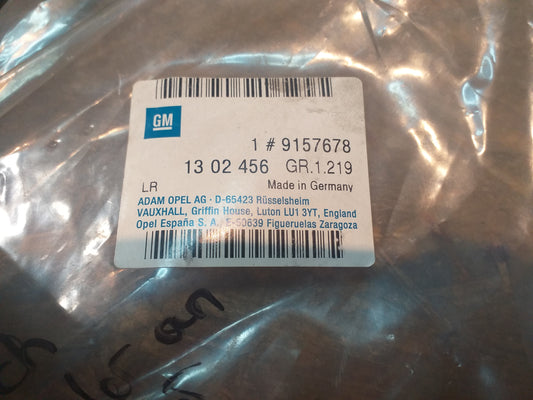 GM
1 # 9157678
13 02 456 GR.1.219
LR Made in Germany
ADAM OPEL AG · D-65423 Rüsselsheim
VAUXHALL, Griffin House, Luton LU1 3YT, England
Opel España S. A. E-50639 Figueruelas Zaragoza